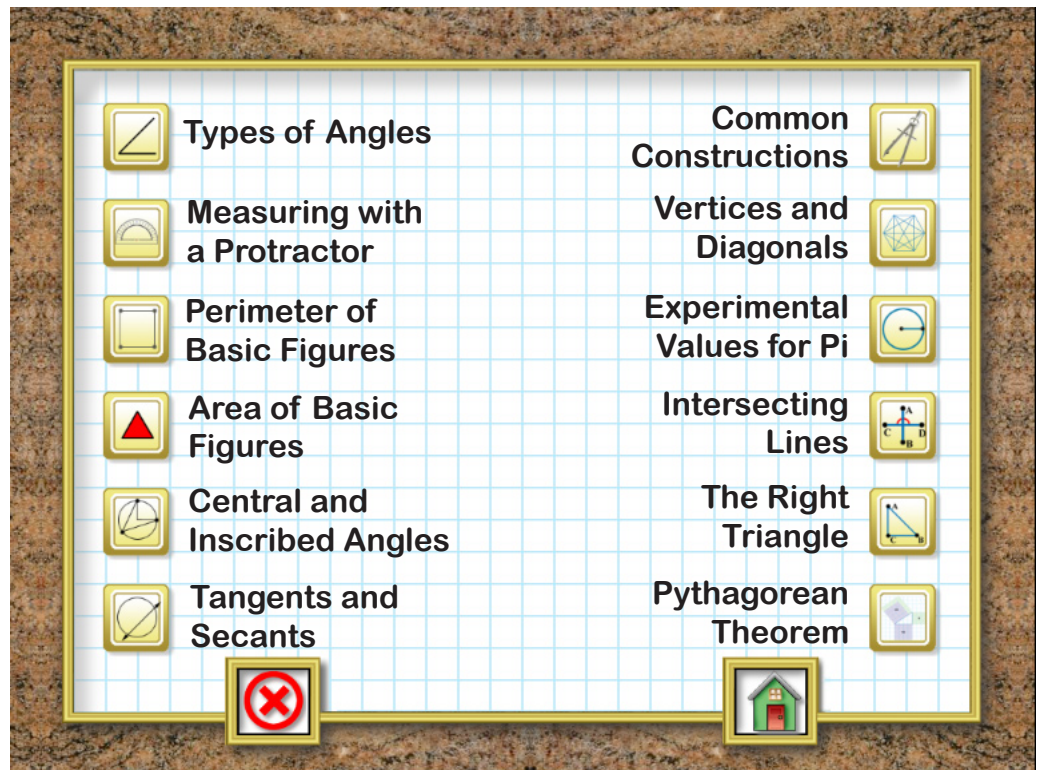 Types of Angles
Measuring with
a Protractor
Perimeter of
Basic Figures
Area of Basic
Figures
Central and
Inscribed Angles
Tangents and
Secants
Common
Constructions
Vertices and
Diagonals
Experimental
Values for Pi
Intersecting
Lines
A
C D
B
The Right
Triangle
A
C B
Pythagorean
Theorem